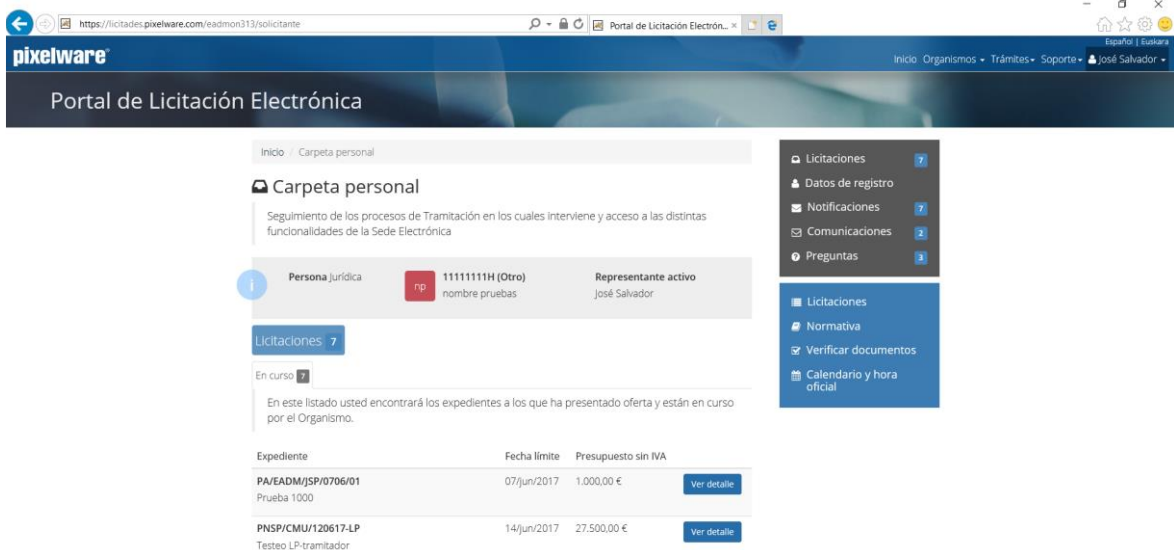 https://licitades.pixelware.com/eadmon313/solicitante
Portal de Licitación Electrón...
Español | Euskara
pixelware®
Inicio Organismos Trámites Soporte José Salvador
Portal de Licitación Electrónica
Inicio / Carpeta personal
Carpeta personal
Seguimiento de los procesos de Tramitación en los cuales interviene y acceso a las distintas
funcionalidades de la Sede Electrónica
i
Persona Jurídica
np
11111111H (Otro)
nombre pruebas
Representante activo
José Salvador
Licitaciones 7
En curso 7
En este listado usted encontrará los expedientes a los que ha presentado oferta y están en curso
por el Organismo.
Expediente Fecha límite Presupuesto sin IVA
PA/EADM/JSP/0706/01 07/jun/2017 1.000,00 € Ver detalle
Prueba 1000
PNSP/CMU/120617-LP 14/jun/2017 27.500,00 € Ver detalle
Testeo LP-tramitador
Licitaciones 7
Datos de registro
Notificaciones 7
Comunicaciones 2
Preguntas 3
Licitaciones
Normativa
Verificar documentos
Calendario y hora
oficial